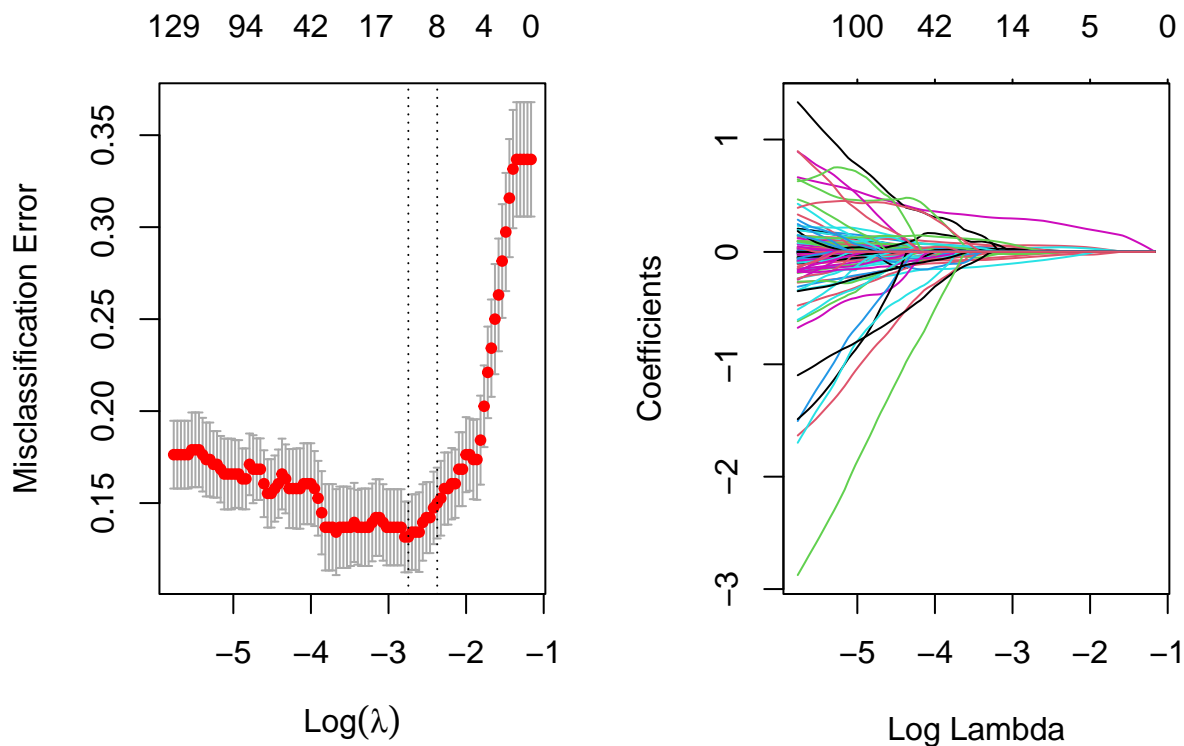 129 94 42 17 8 4 0
Misclassification Error
0.35
0.30
0.25
0.20
0.15
−5 −4 −3 −2 −1
Log(λ)
100 42 14 5 0
Coefficients
1
0
−1
−2
−3
−5 −4 −3 −2 −1
Log Lambda